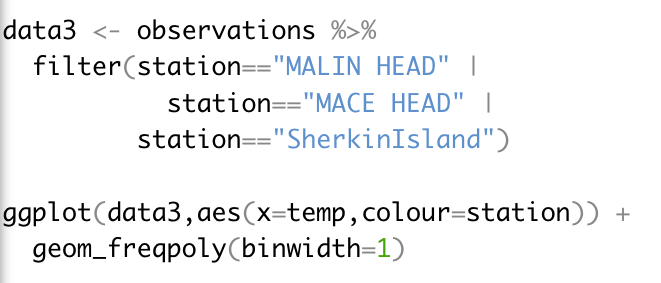 data3 <- observations %>%
  filter(station=="MALIN HEAD" |
           station=="MACE HEAD" |
         station=="SherkinIsland")

ggplot(data3,aes(x=temp,colour=station)) +
  geom_freqpoly(binwidth=1)